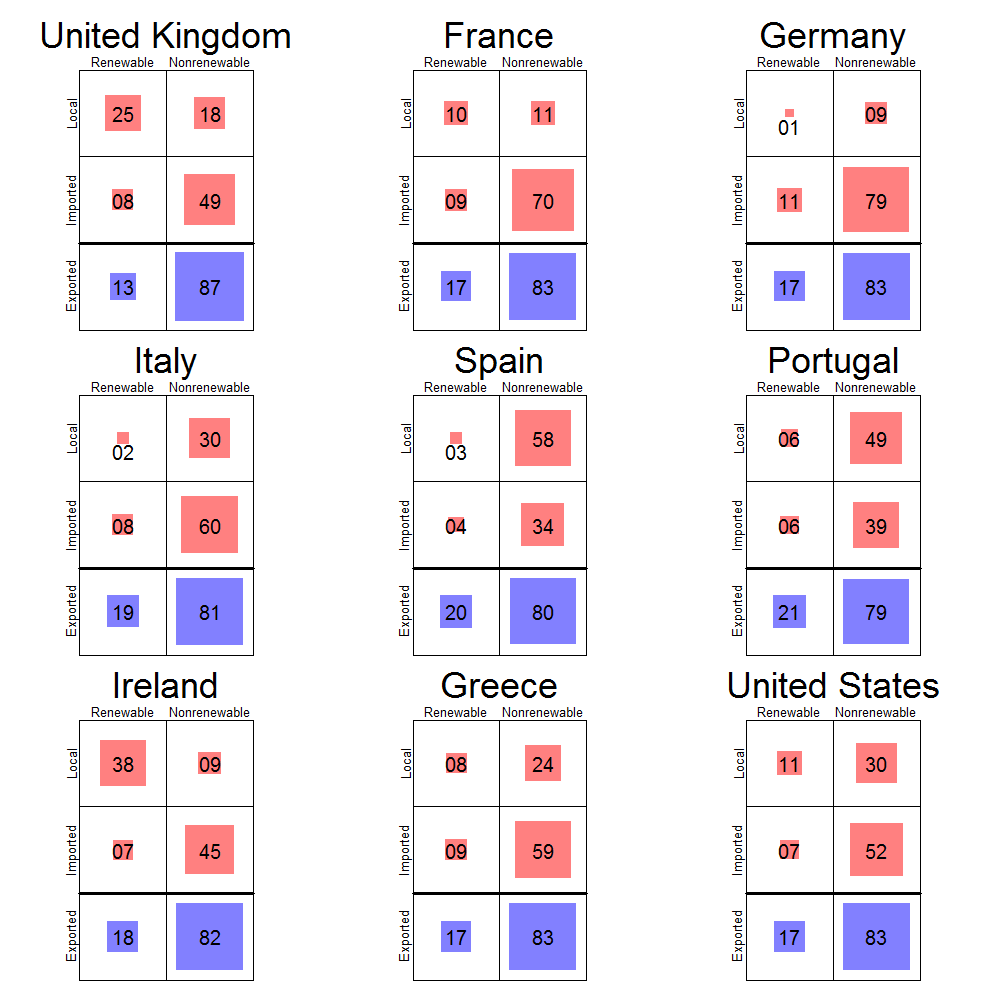 United Kingdom
Renewable Nonrenewable
Local 25 18
Imported 08 49
Exported 13 87
France
Renewable Nonrenewable
Local 10 11
Imported 09 70
Exported 17 83
Germany
Renewable Nonrenewable
Local 01 09
Imported 11 79
Exported 17 83
Italy
Renewable Nonrenewable
Local 02 30
Imported 08 60
Exported 19 81
Spain
Renewable Nonrenewable
Local 03 58
Imported 04 34
Exported 20 80
Portugal
Renewable Nonrenewable
Local 06 49
Imported 06 39
Exported 21 79
Ireland
Renewable Nonrenewable
Local 38 09
Imported 07 45
Exported 18 82
Greece
Renewable Nonrenewable
Local 08 24
Imported 09 59
Exported 17 83
United States
Renewable Nonrenewable
Local 11 30
Imported 07 52
Exported 17 83